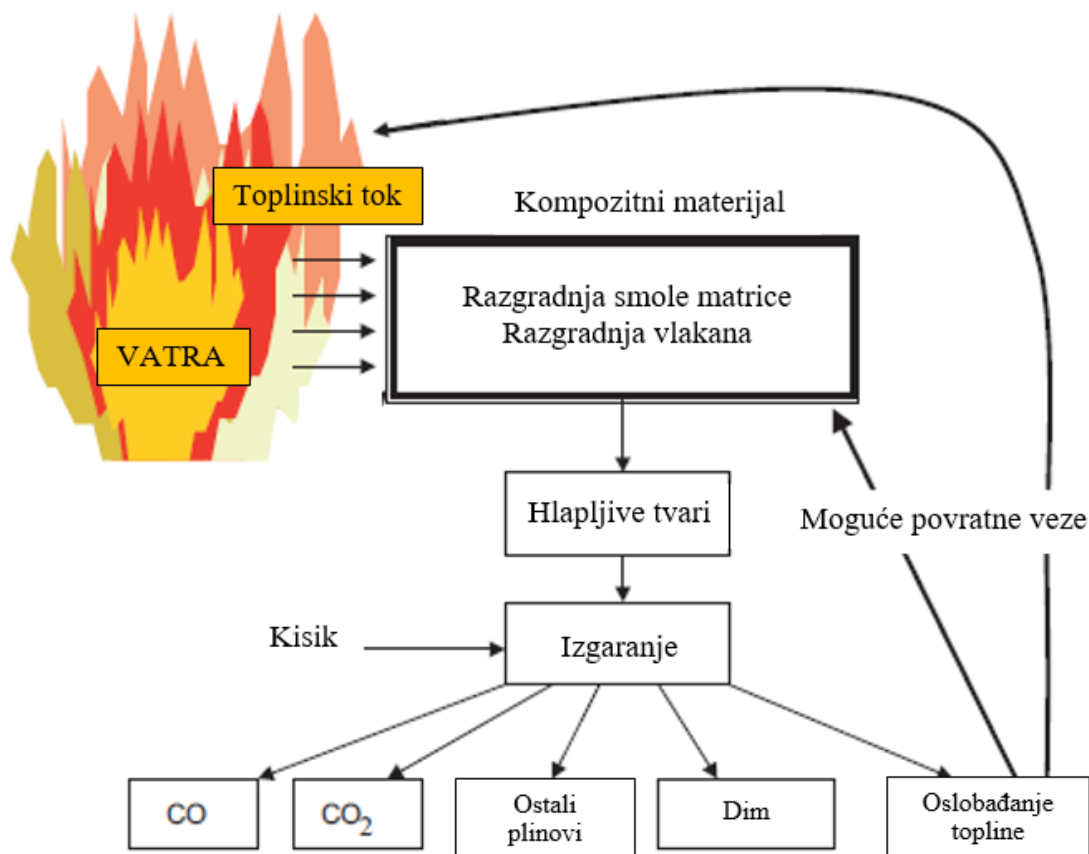 Toplinski tok
Kompozitni materijal
Razgradnja smole matrice
Razgradnja vlakana
VATRA
Hlapljive tvari
Moguće povratne veze
Kisik
Izgaranje
CO
CO₂
Ostali
plinovi
Dim
Oslobađanje
topline